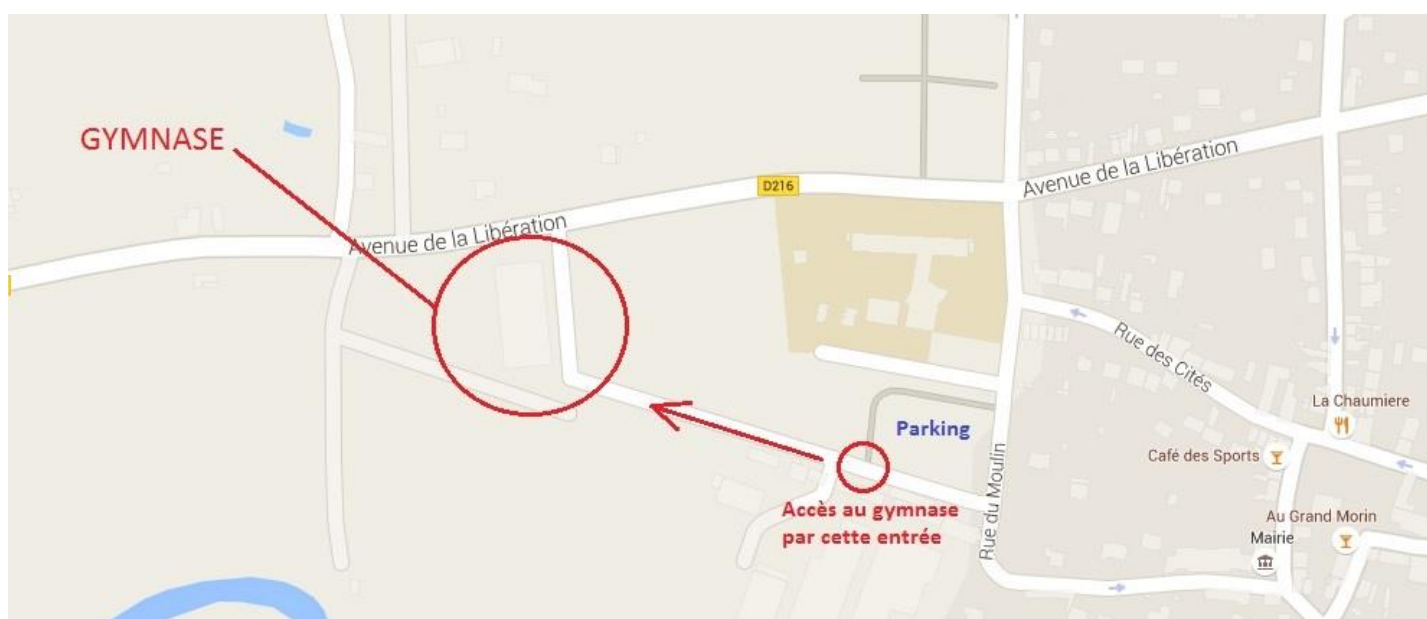 GYMNASE
Avenue de la Libération
D216
Avenue de la Libération
Rue des Cités
La Chaumiere
Parking
Café des Sports
Rue du Moulin
Accès au gymnase
par cette entrée
Au Grand Morin
Mairie